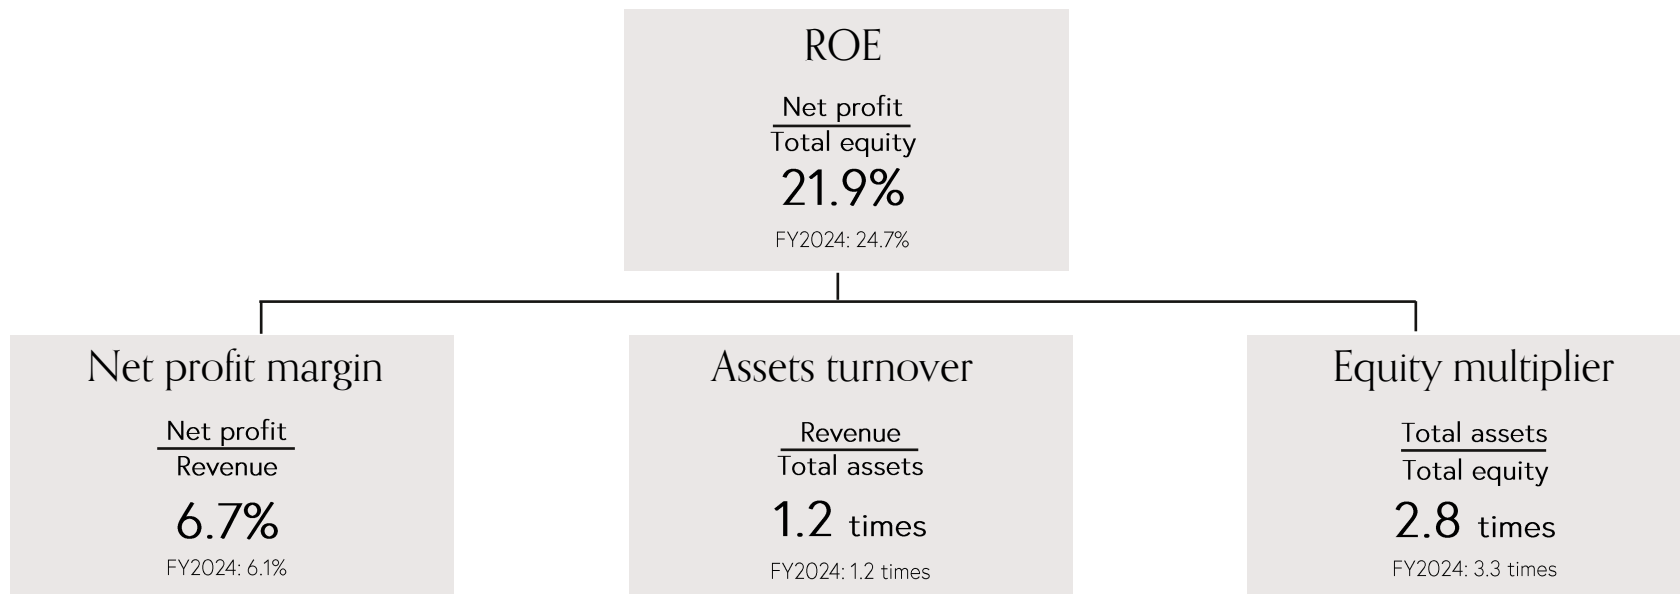 ROE
Net profit
Total equity
21.9%
FY2024: 24.7%
Net profit margin
Net profit
Revenue
6.7%
FY2024: 6.1%
Assets turnover
Revenue
Total assets
1.2 times
FY2024: 1.2 times
Equity multiplier
Total assets
Total equity
2.8 times
FY2024: 3.3 times